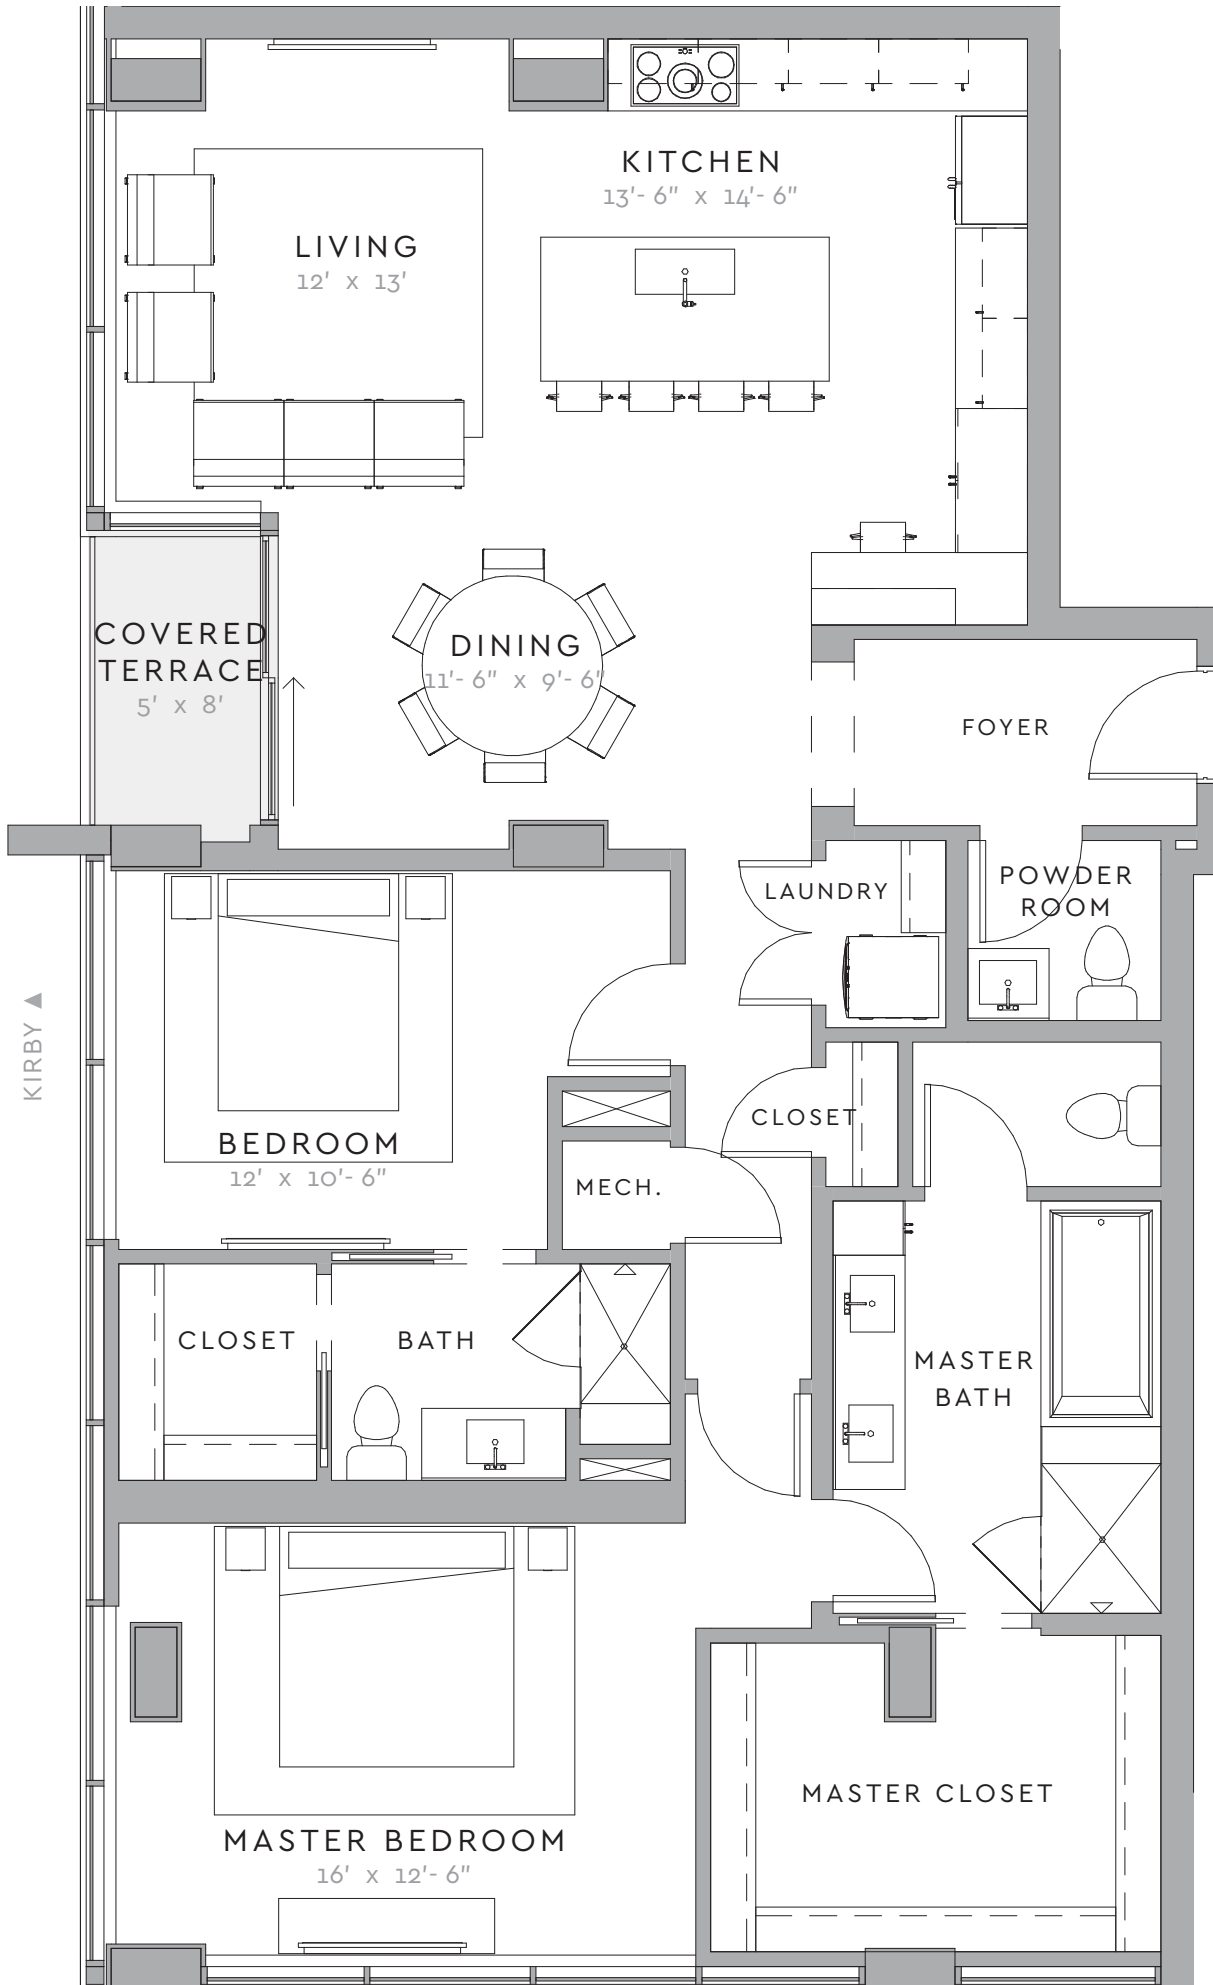 KITCHEN
13'- 6" x 14'- 6"
LIVING
12' x 13'
COVERED
TERRACE
5' x 8'
DINING
11'- 6" x 9'- 6"
FOYER
POWDER
ROOM
LAUNDRY
KIRBY ▲
BEDROOM
12' x 10'- 6"
CLOSET
MECH.
CLOSET
BATH
MASTER
BATH
MASTER CLOSET
MASTER BEDROOM
16' x 12'- 6"